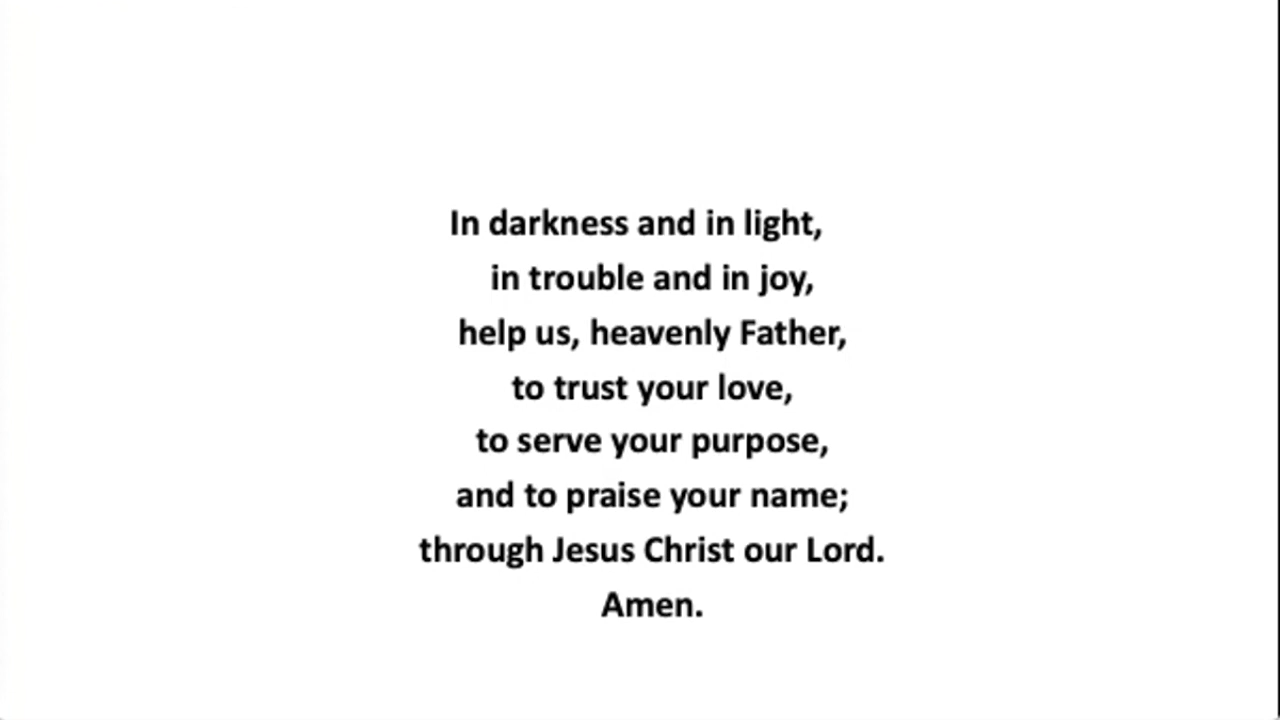 In darkness and in light,
in trouble and in joy,
help us, heavenly Father,
to trust your love,
to serve your purpose,
and to praise your name;
through Jesus Christ our Lord.
Amen.